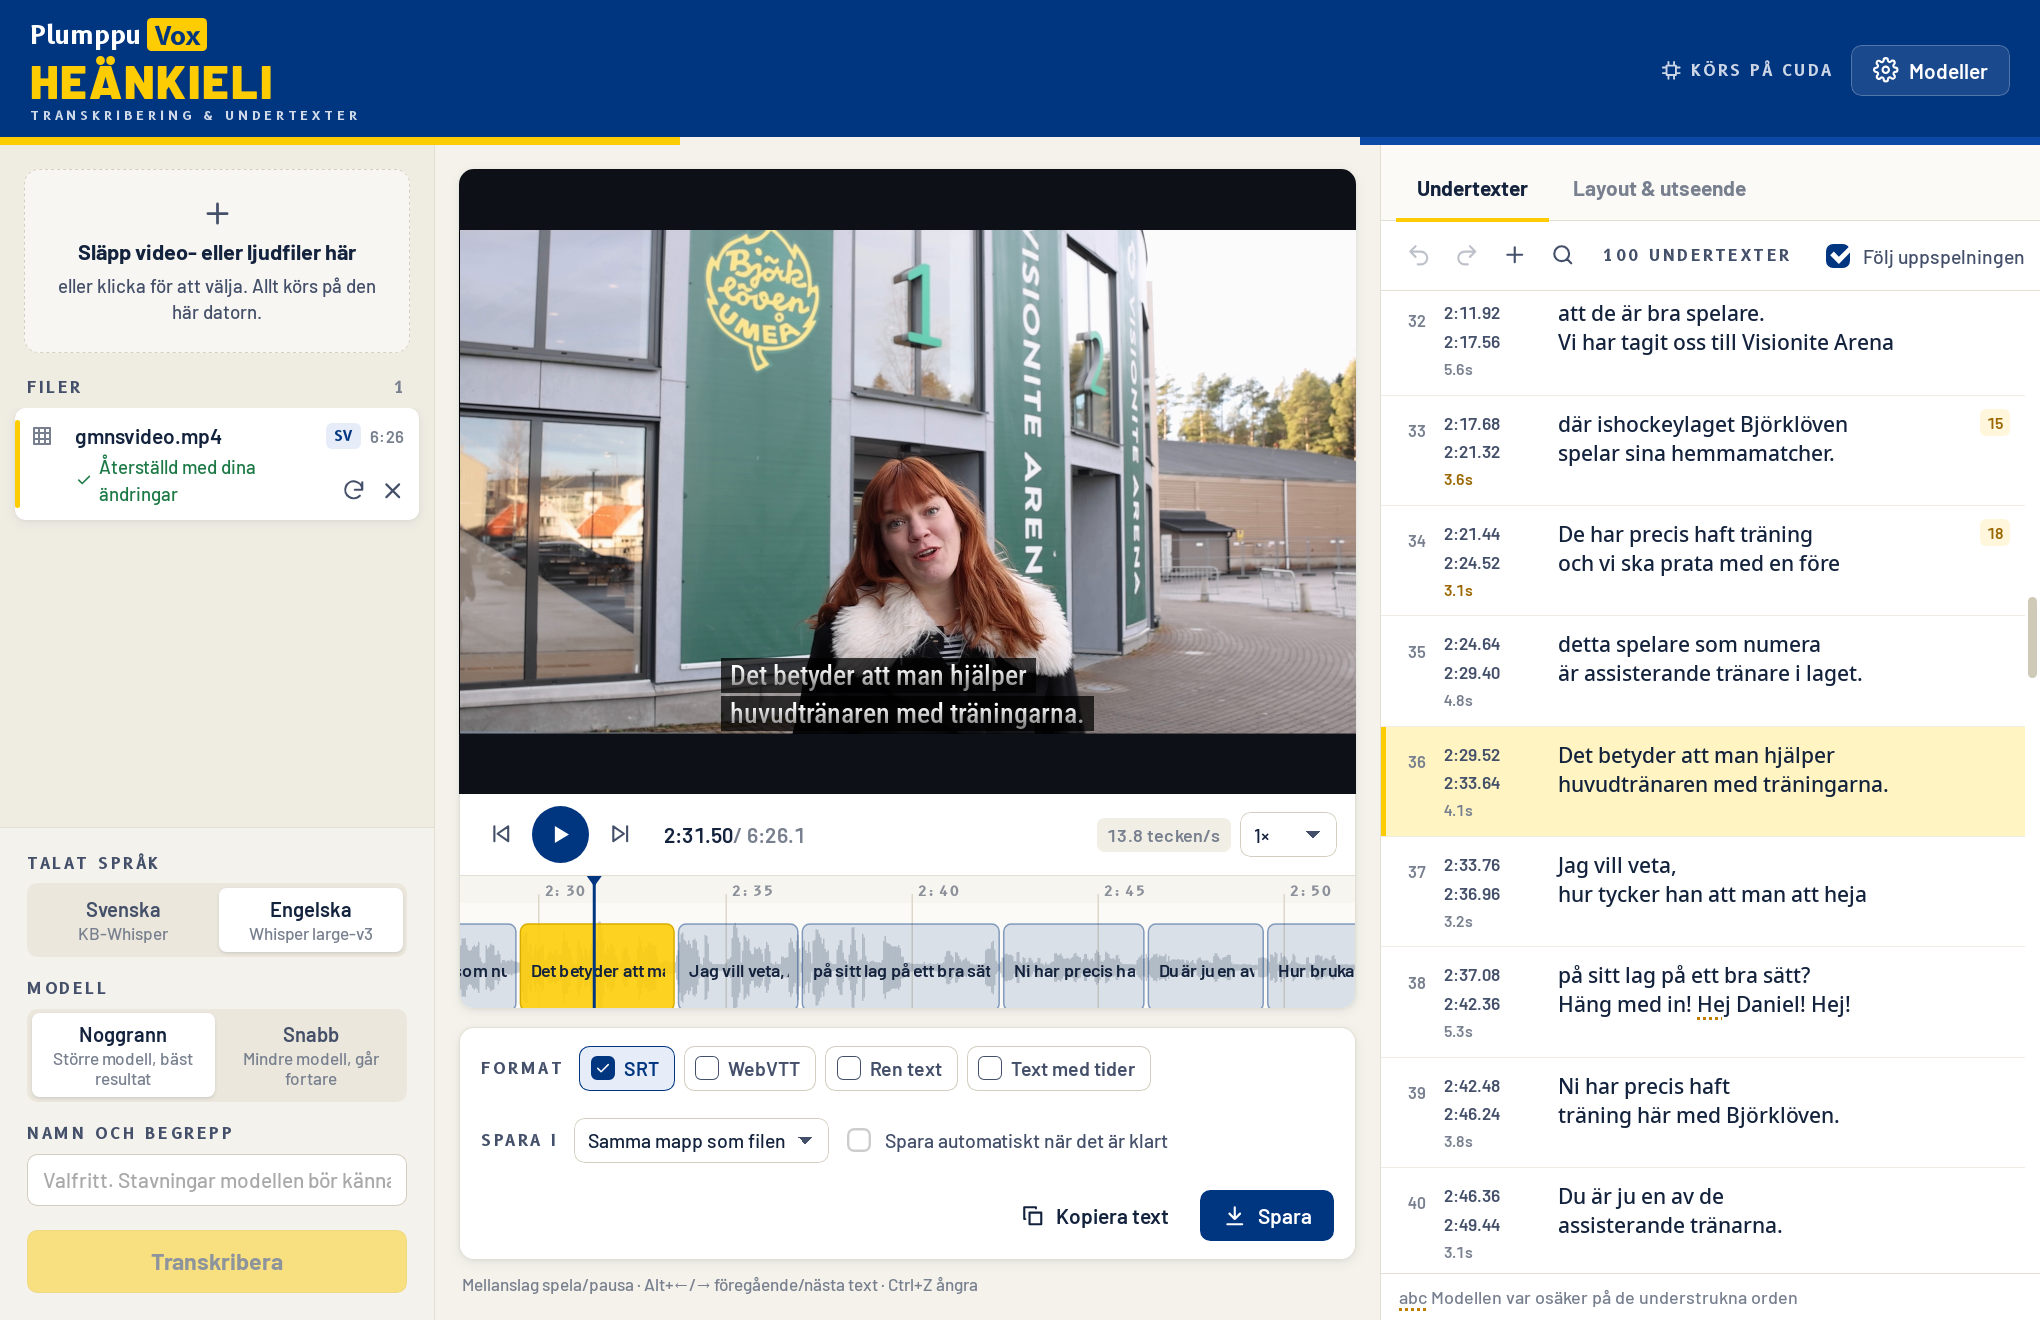 Plumppu Vox
HEÄNKIELI
TRANSKRIBERING & UNDERTEXTER
KÖRS PÅ CUDA
Modeller
Släpp video- eller ljudfiler här
eller klicka för att välja. Allt körs på den
här datorn.
FILER 1
gmnsvideo.mp4 SV 6:26
Återställd med dina
ändringar
TALAT SPRÅK
Svenska
KB-Whisper
Engelska
Whisper large-v3
MODELL
Noggrann
Större modell, bäst
resultat
Snabb
Mindre modell, går
fortare
NAMN OCH BEGREPP
Valfritt. Stavningar modellen bör känna
Transkribera
Björk
löven
UMEÅ
1
2
VISIONITE ARENA
VISIONITE ARENA
Det betyder att man hjälper
huvudtränaren med träningarna.
2:31.50 / 6:26.1
13.8 tecken/s
1×
2:30 2:35 2:40 2:45 2:50
som nu
Det betyder att ma
Jag vill veta,
på sitt lag på ett bra sät
Ni har precis ha
Du är ju en av
Hur bruka
FORMAT
SRT
WebVTT
Ren text
Text med tider
SPARA I
Samma mapp som filen
Spara automatiskt när det är klart
Kopiera text
Spara
Mellanslag spela/pausa · Alt+←/→ föregående/nästa text · Ctrl+Z ångra
Undertexter
Layout & utseende
100 UNDERTEXTER
Följ uppspelningen
32
2:11.92
2:17.56
5.6s
att de är bra spelare.
Vi har tagit oss till Visionite Arena
33
2:17.68
2:21.32
3.6s
där ishockeylaget Björklöven
spelar sina hemmamatcher.
15
34
2:21.44
2:24.52
3.1s
De har precis haft träning
och vi ska prata med en före
18
35
2:24.64
2:29.40
4.8s
detta spelare som numera
är assisterande tränare i laget.
36
2:29.52
2:33.64
4.1s
Det betyder att man hjälper
huvudtränaren med träningarna.
37
2:33.76
2:36.96
3.2s
Jag vill veta,
hur tycker han att man att heja
38
2:37.08
2:42.36
5.3s
på sitt lag på ett bra sätt?
Häng med in! Hej Daniel! Hej!
39
2:42.48
2:46.24
3.8s
Ni har precis haft
träning här med Björklöven.
40
2:46.36
2:49.44
3.1s
Du är ju en av de
assisterande tränarna.
abc Modellen var osäker på de understrukna orden